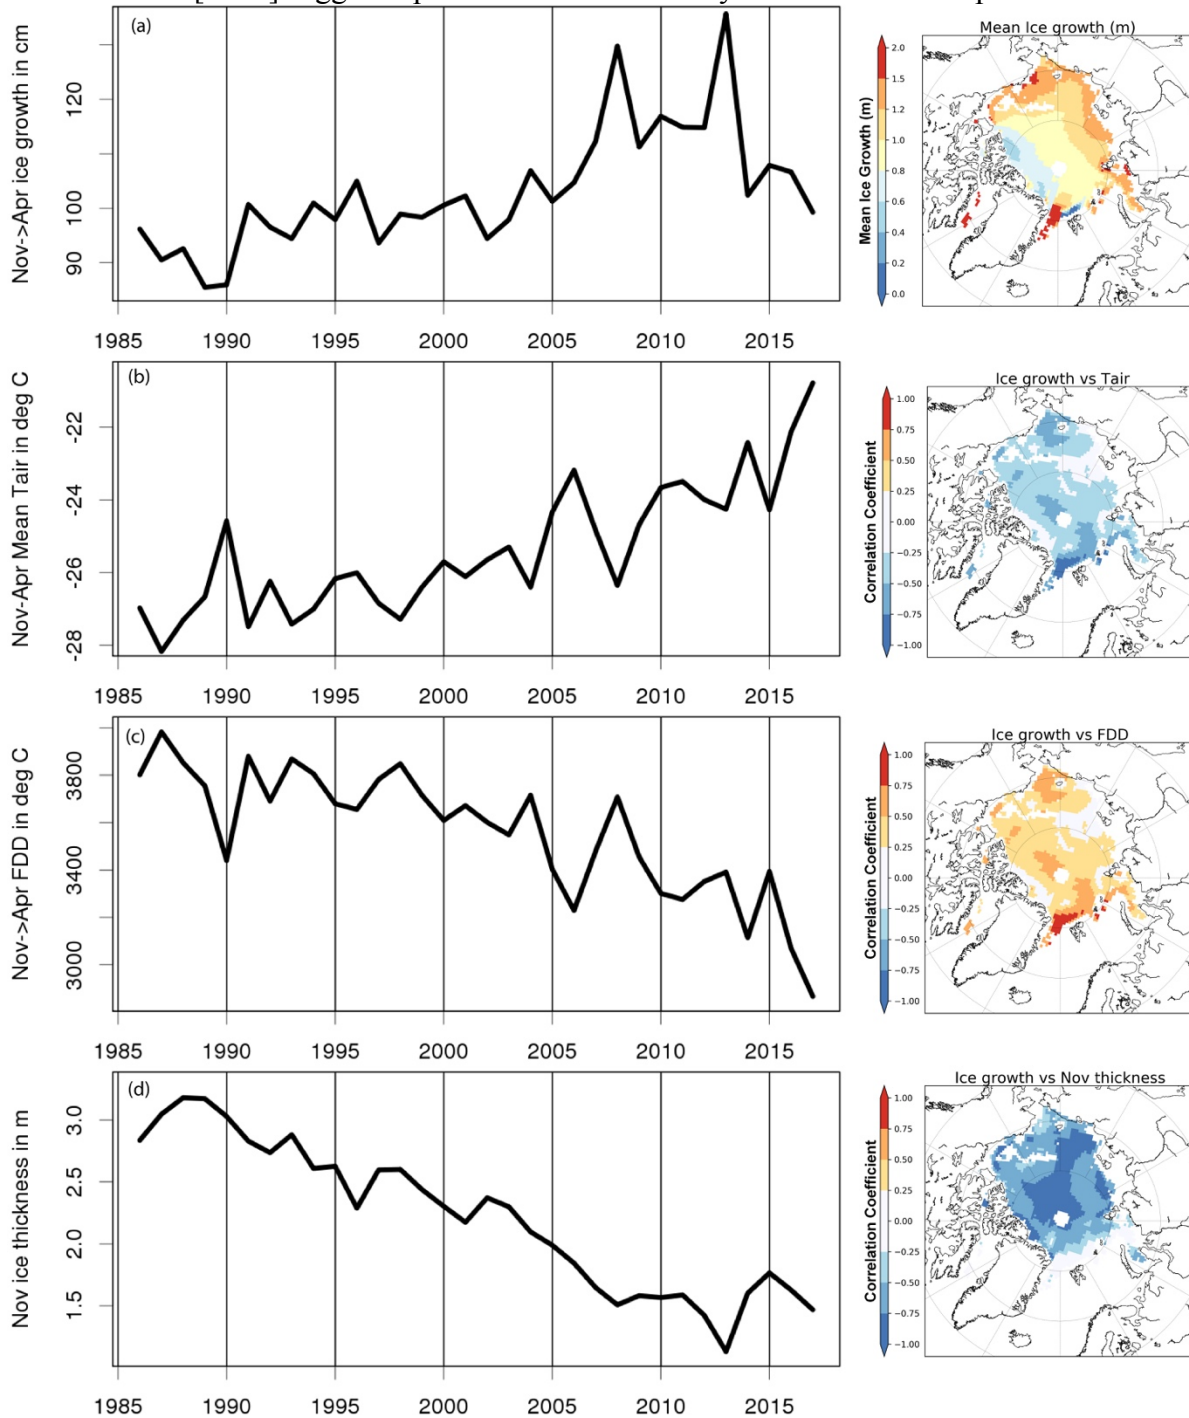 (a)
Nov->Apr ice growth in cm
120
100
90
1985 1990 1995 2000 2005 2010 2015
Mean Ice growth (m)
Mean Ice Growth (m)
2.0
1.5
1.2
1.0
0.8
0.6
0.4
0.2
0.0
(b)
Nov-Apr Mean Tair in deg C
-22
-24
-26
-28
1985 1990 1995 2000 2005 2010 2015
Ice growth vs Tair
Correlation Coefficient
1.00
0.75
0.50
0.25
0.00
−0.25
−0.50
−0.75
−1.00
(c)
Nov->Apr FDD in deg C
3800
3400
3000
1985 1990 1995 2000 2005 2010 2015
Ice growth vs FDD
Correlation Coefficient
1.00
0.75
0.50
0.25
0.00
−0.25
−0.50
−0.75
−1.00
(d)
Nov ice thickness in m
3.0
2.5
2.0
1.5
1985 1990 1995 2000 2005 2010 2015
Ice growth vs Nov thickness
Correlation Coefficient
1.00
0.75
0.50
0.25
0.00
−0.25
−0.50
−0.75
−1.00